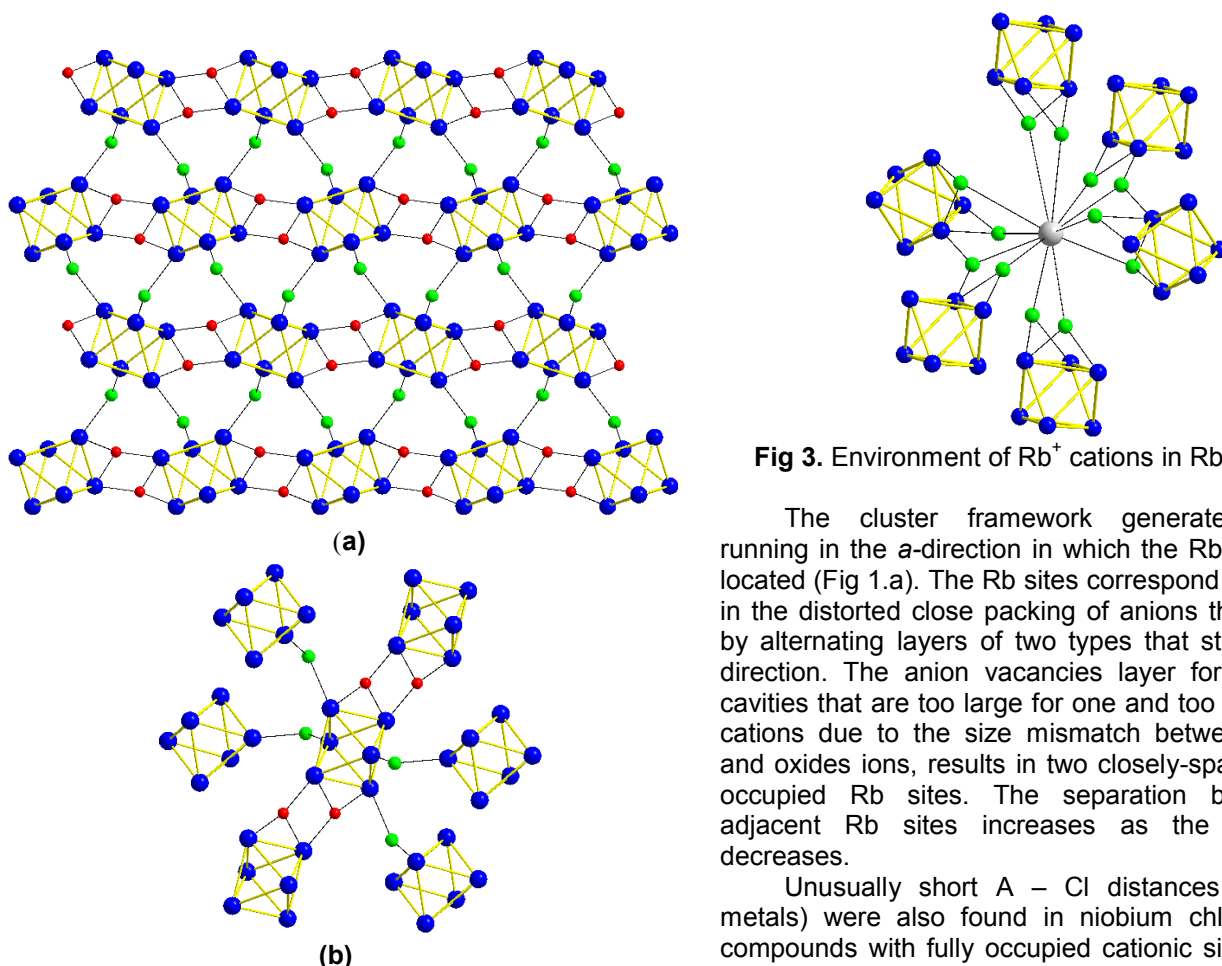 (a)
(b)
Fig 3. Environment of Rb+ cations in Rb
The cluster framework generate
running in the a-direction in which the Rb
located (Fig 1.a). The Rb sites correspond
in the distorted close packing of anions th
by alternating layers of two types that st
direction. The anion vacancies layer for
cavities that are too large for one and too
cations due to the size mismatch betwe
and oxides ions, results in two closely-spa
occupied Rb sites. The separation b
adjacent Rb sites increases as the
decreases.
Unusually short A – Cl distances
metals) were also found in niobium chl
compounds with fully occupied cationic si